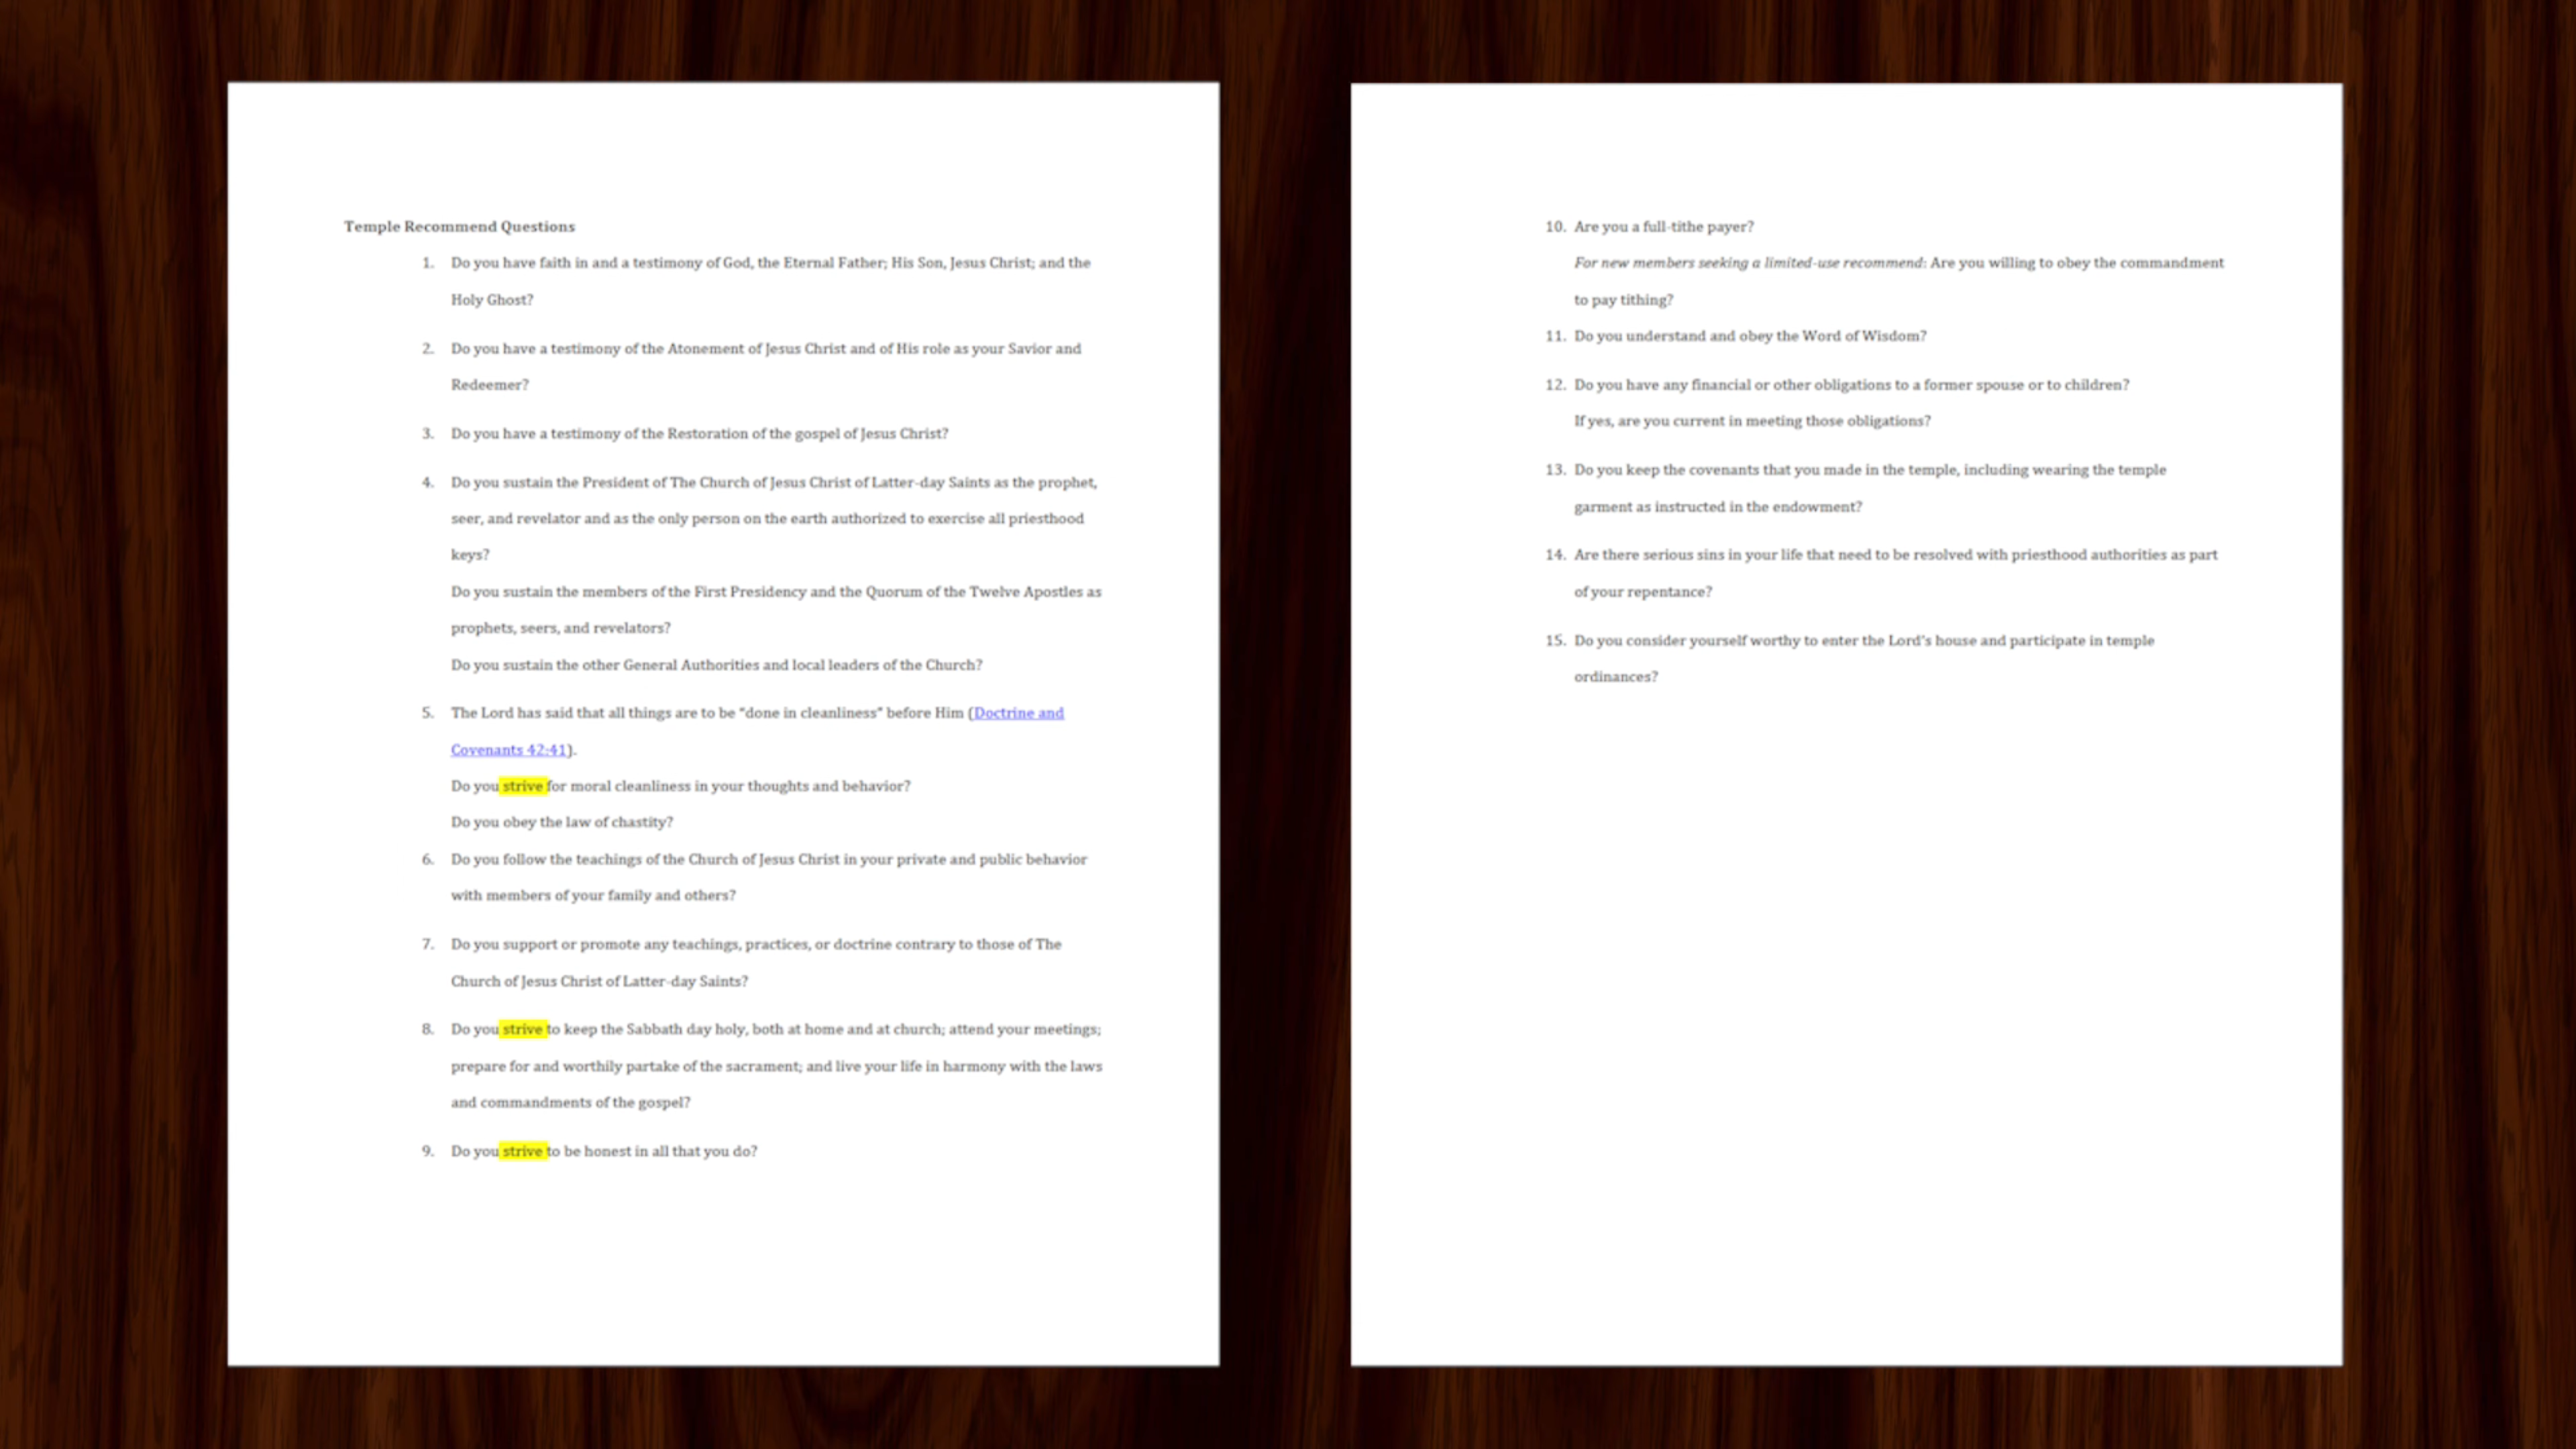 Temple Recommend Questions
1. Do you have faith in and a testimony of God, the Eternal Father; His Son, Jesus Christ; and the
Holy Ghost?
2. Do you have a testimony of the Atonement of Jesus Christ and of His role as your Savior and
Redeemer?
3. Do you have a testimony of the Restoration of the gospel of Jesus Christ?
4. Do you sustain the President of The Church of Jesus Christ of Latter-day Saints as the prophet,
seer, and revelator and as the only person on the earth authorized to exercise all priesthood
keys?
Do you sustain the members of the First Presidency and the Quorum of the Twelve Apostles as
prophets, seers, and revelators?
Do you sustain the other General Authorities and local leaders of the Church?
5. The Lord has said that all things are to be "done in cleanliness" before Him (Doctrine and
Covenants 42:41).
Do you strive for moral cleanliness in your thoughts and behavior?
Do you obey the law of chastity?
6. Do you follow the teachings of the Church of Jesus Christ in your private and public behavior
with members of your family and others?
7. Do you support or promote any teachings, practices, or doctrine contrary to those of The
Church of Jesus Christ of Latter-day Saints?
8. Do you strive to keep the Sabbath day holy, both at home and at church; attend your meetings;
prepare for and worthily partake of the sacrament; and live your life in harmony with the laws
and commandments of the gospel?
9. Do you strive to be honest in all that you do?
10. Are you a full-tithe payer?
For new members seeking a limited-use recommend: Are you willing to obey the commandment
to pay tithing?
11. Do you understand and obey the Word of Wisdom?
12. Do you have any financial or other obligations to a former spouse or to children?
If yes, are you current in meeting those obligations?
13. Do you keep the covenants that you made in the temple, including wearing the temple
garment as instructed in the endowment?
14. Are there serious sins in your life that need to be resolved with priesthood authorities as part
of your repentance?
15. Do you consider yourself worthy to enter the Lord's house and participate in temple
ordinances?